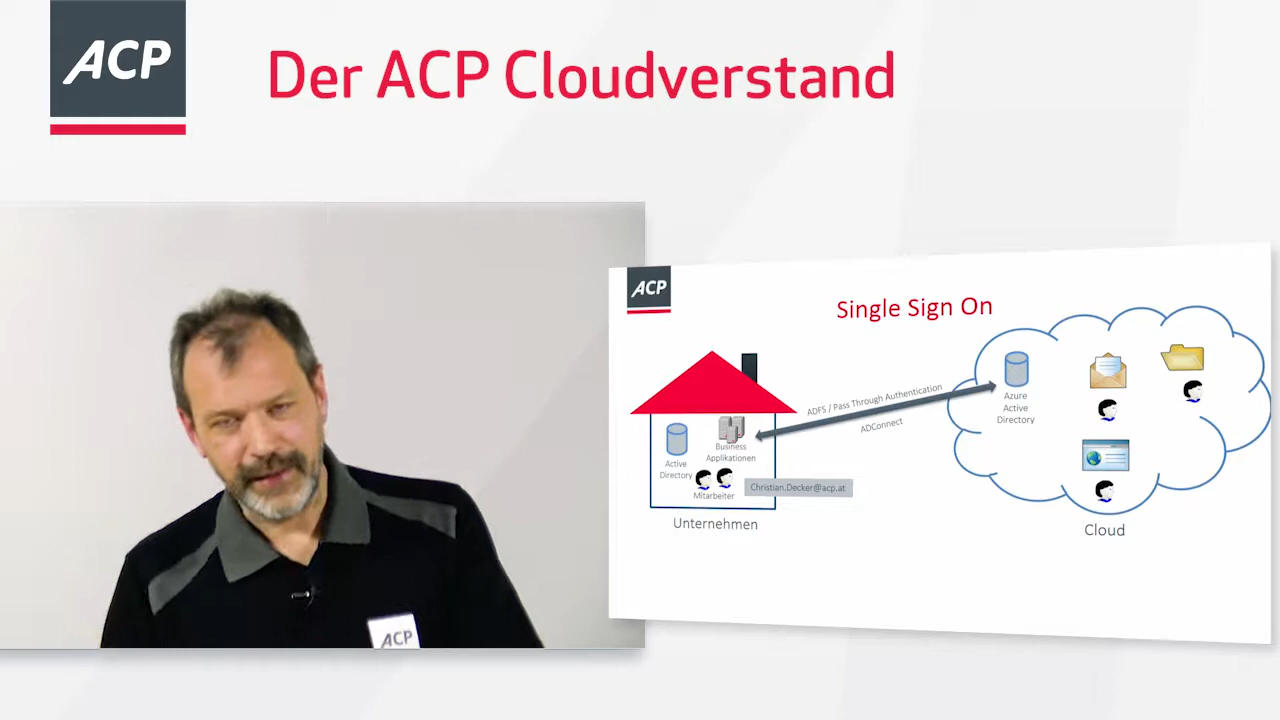 ACP
Der ACP Cloudverstand
ACP
Single Sign On
ADFS / Pass Through Authentication
ADConnect
Azure
Active
Directory
Business
Applikationen
Active
Directory
Mitarbeiter
Christian.Decker@acp.at
Unternehmen
Cloud
ACP